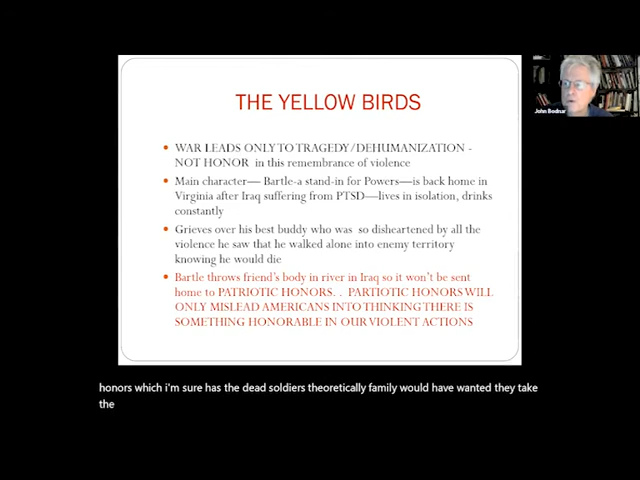 THE YELLOW BIRDS
WAR LEADS ONLY TO TRAGEDY/DEHUMANIZATION -
NOT HONOR in this remembrance of violence
Main character— Bartle-a stand-in for Powers—is back home in
Virginia after Iraq suffering from PTSD—lives in isolation, drinks
constantly
Grieves over his best buddy who was so disheartened by all the
violence he saw that he walked alone into enemy territory
knowing he would die
Bartle throws friend's body in river in Iraq so it won't be sent
home to PATRIOTIC HONORS. . PARTIOTIC HONORS WILL
ONLY MISLEAD AMERICANS INTO THINKING THERE IS
SOMETHING HONORABLE IN OUR VIOLENT ACTIONS
John Bodnar
honors which i'm sure has the dead soldiers theoretically family would have wanted they take
the